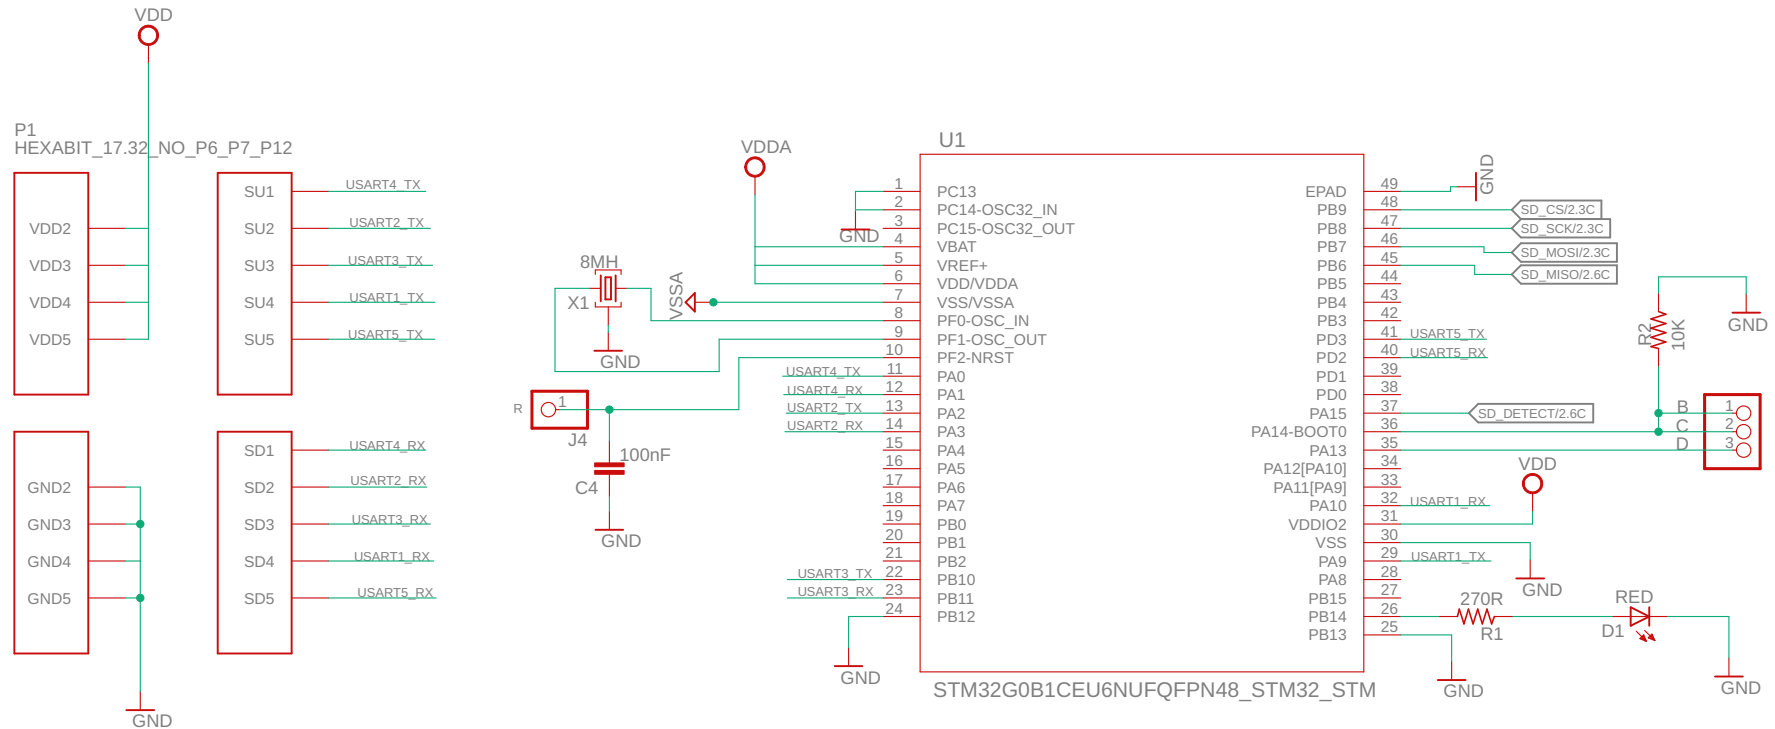 VDD
P1
HEXABIT_17.32_NO_P6_P7_P12
VDD2
VDD3
VDD4
VDD5
SU1 USART4_TX
SU2 USART2_TX
SU3 USART3_TX
SU4 USART1_TX
SU5 USART5_TX
GND2
GND3
GND4
GND5
GND
SD1 USART4_RX
SD2 USART2_RX
SD3 USART3_RX
SD4 USART1_RX
SD5 USART5_RX
VDDA
GND
8MH
X1
GND
VSSA
R
1
J4
100nF
C4
GND
U1
1 PC13
2 PC14-OSC32_IN
3 PC15-OSC32_OUT
4 VBAT
5 VREF+
6 VDD/VDDA
7 VSS/VSSA
8 PF0-OSC_IN
9 PF1-OSC_OUT
10 PF2-NRST
USART4_TX 11 PA0
USART4_RX 12 PA1
USART2_TX 13 PA2
USART2_RX 14 PA3
15 PA4
16 PA5
17 PA6
18 PA7
19 PB0
20 PB1
21 PB2
USART3_TX 22 PB10
USART3_RX 23 PB11
24 PB12
GND
EPAD 49 GND
PB9 48 SD_CS/2.3C
PB8 47 SD_SCK/2.3C
PB7 46 SD_MOSI/2.3C
PB6 45 SD_MISO/2.6C
PB5 44
PB4 43
PB3 42
PD3 41 USART5_TX
PD2 40 USART5_RX
PD1 39
PD0 38
PA15 37 SD_DETECT/2.6C
PA14-BOOT0 36
PA13 35
PA12[PA10] 34
PA11[PA9] 33
PA10 32 USART1_RX
VDDIO2 31
VSS 30
PA9 29 USART1_TX
PA8 28
PB15 27
PB14 26
PB13 25
STM32G0B1CEU6NUFQFPN48_STM32_STM
GND
R2
10K
B 1
C 2
D 3
VDD
GND
270R
R1
RED
D1
GND
GND